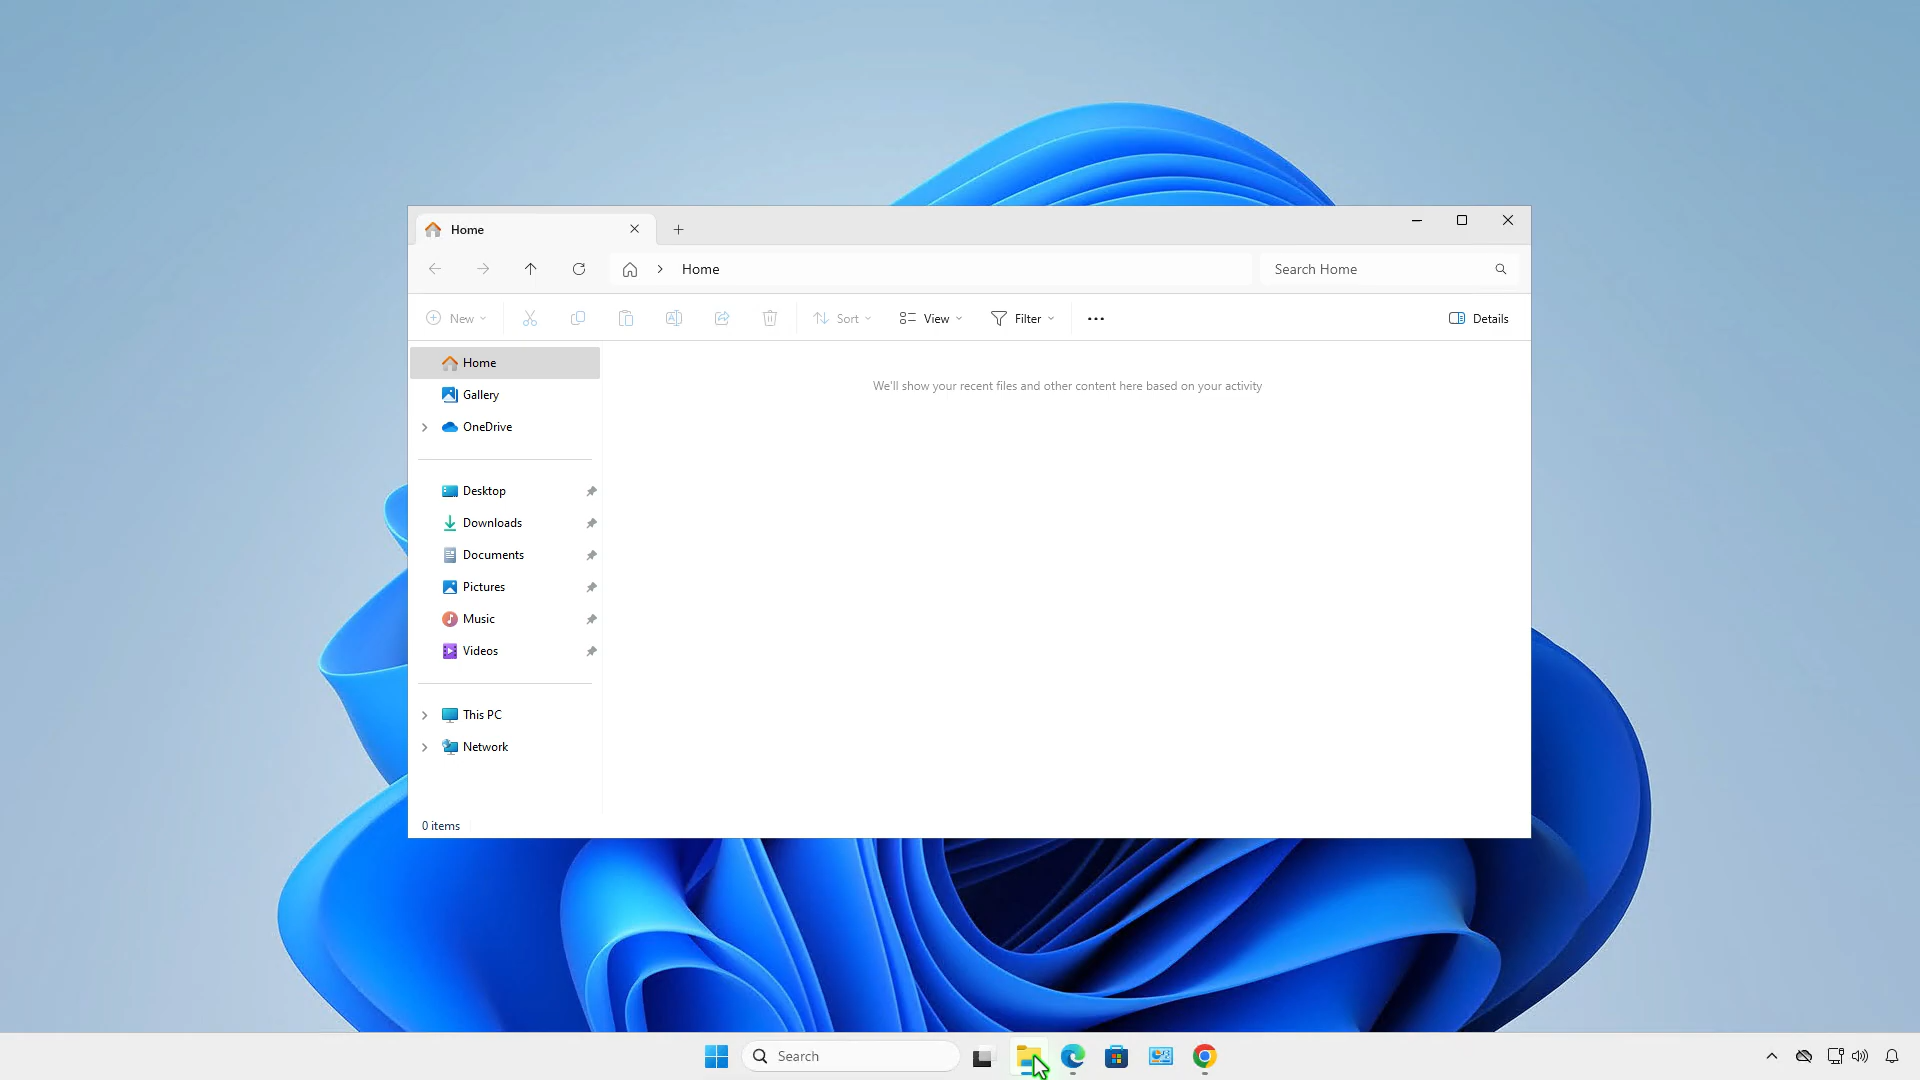 Home
Home
Search Home
New
Sort
View
Filter
Details
Home
Gallery
OneDrive
Desktop
Downloads
Documents
Pictures
Music
Videos
This PC
Network
We'll show your recent files and other content here based on your activity
0 items
Search